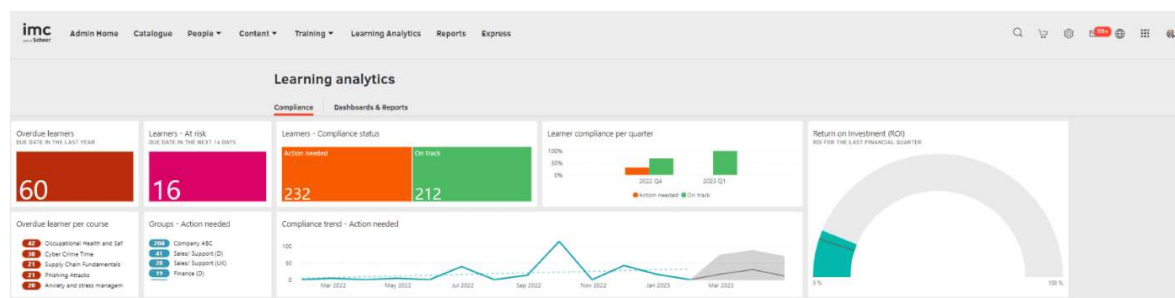 imc
Scheer
Admin Home
Catalogue
People
Content
Training
Learning Analytics
Reports
Express
99+
Learning analytics
Compliance
Dashboards & Reports
Overdue learners
DUE DATE IN THE LAST YEAR
60
Learners - At risk
DUE DATE IN THE NEXT 14 DAYS
16
Learners - Compliance status
Action needed
232
On track
212
Learner compliance per quarter
100%
50%
0%
2022 Q4
2023 Q1
Action needed
On track
Return on Investment (ROI)
ROI FOR THE LAST FINANCIAL QUARTER
0 %
100 %
Overdue learner per course
42 Occupational Health and Saf
30 Cyber Crime Time
21 Supply Chain Fundamentals
21 Phishing Attacks
20 Anxiety and stress managem
Groups - Action needed
204 Company ABC
41 Sales/ Support (D)
28 Sales/ Support (UK)
19 Finance (D)
Compliance trend - Action needed
100
50
0
Mar 2022
May 2022
Jul 2022
Sep 2022
Nov 2022
Jan 2023
Mar 2023